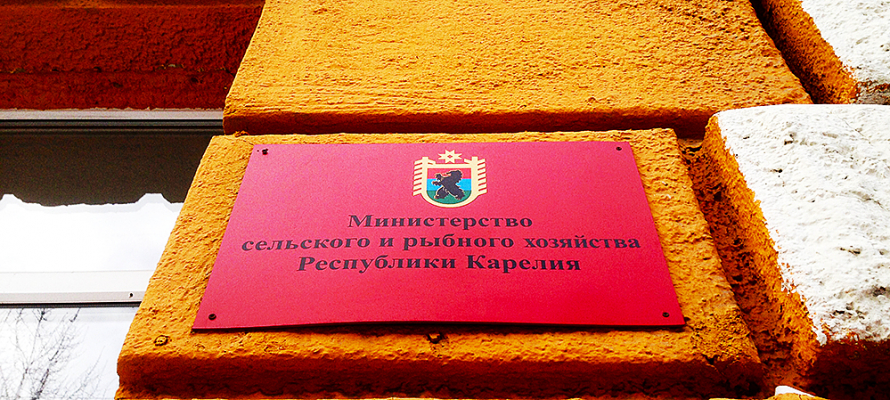 Министерство
сельского и рыбного хозяйства
Республики Карелия